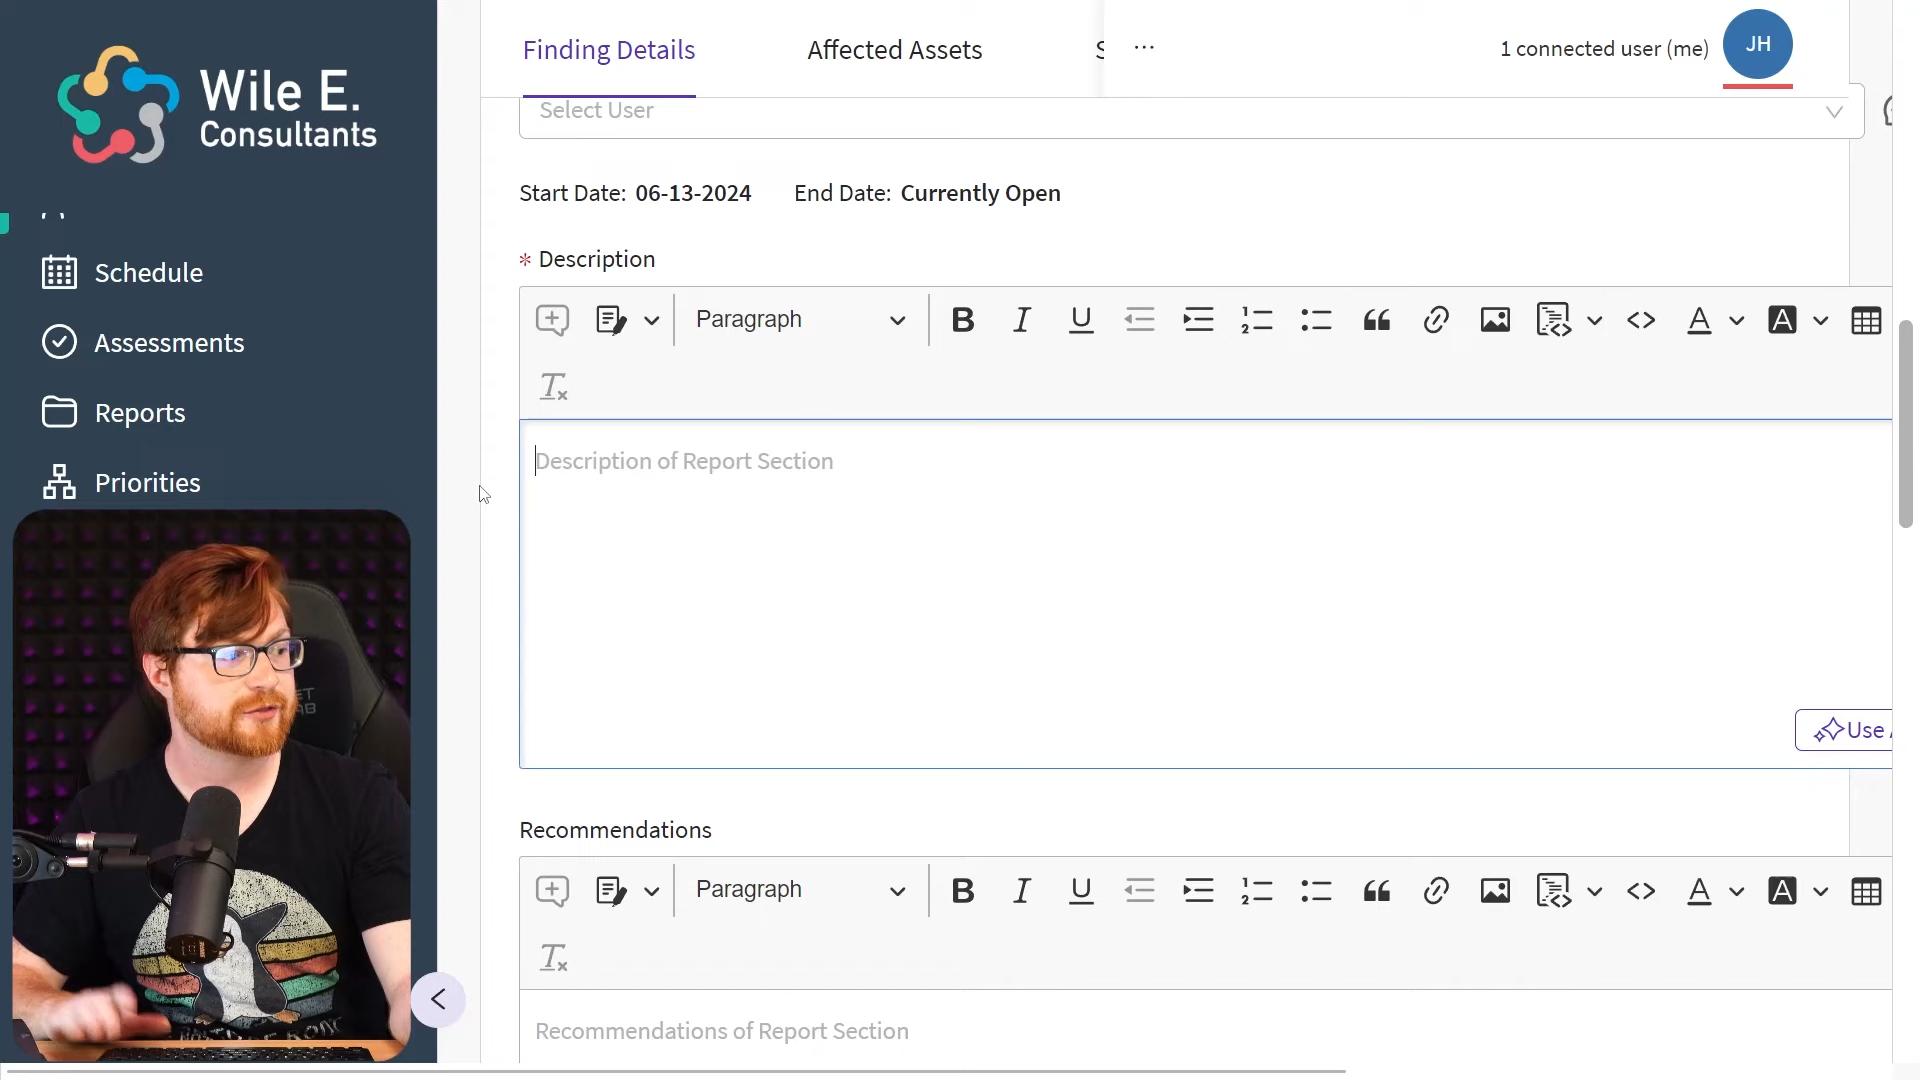 Wile E.
Consultants
Schedule
Assessments
Reports
Priorities
Finding Details
Affected Assets
S
···
1 connected user (me)
JH
Select User
Start Date: 06-13-2024 End Date: Currently Open
* Description
Paragraph
Description of Report Section
Use
Recommendations
Paragraph
Recommendations of Report Section